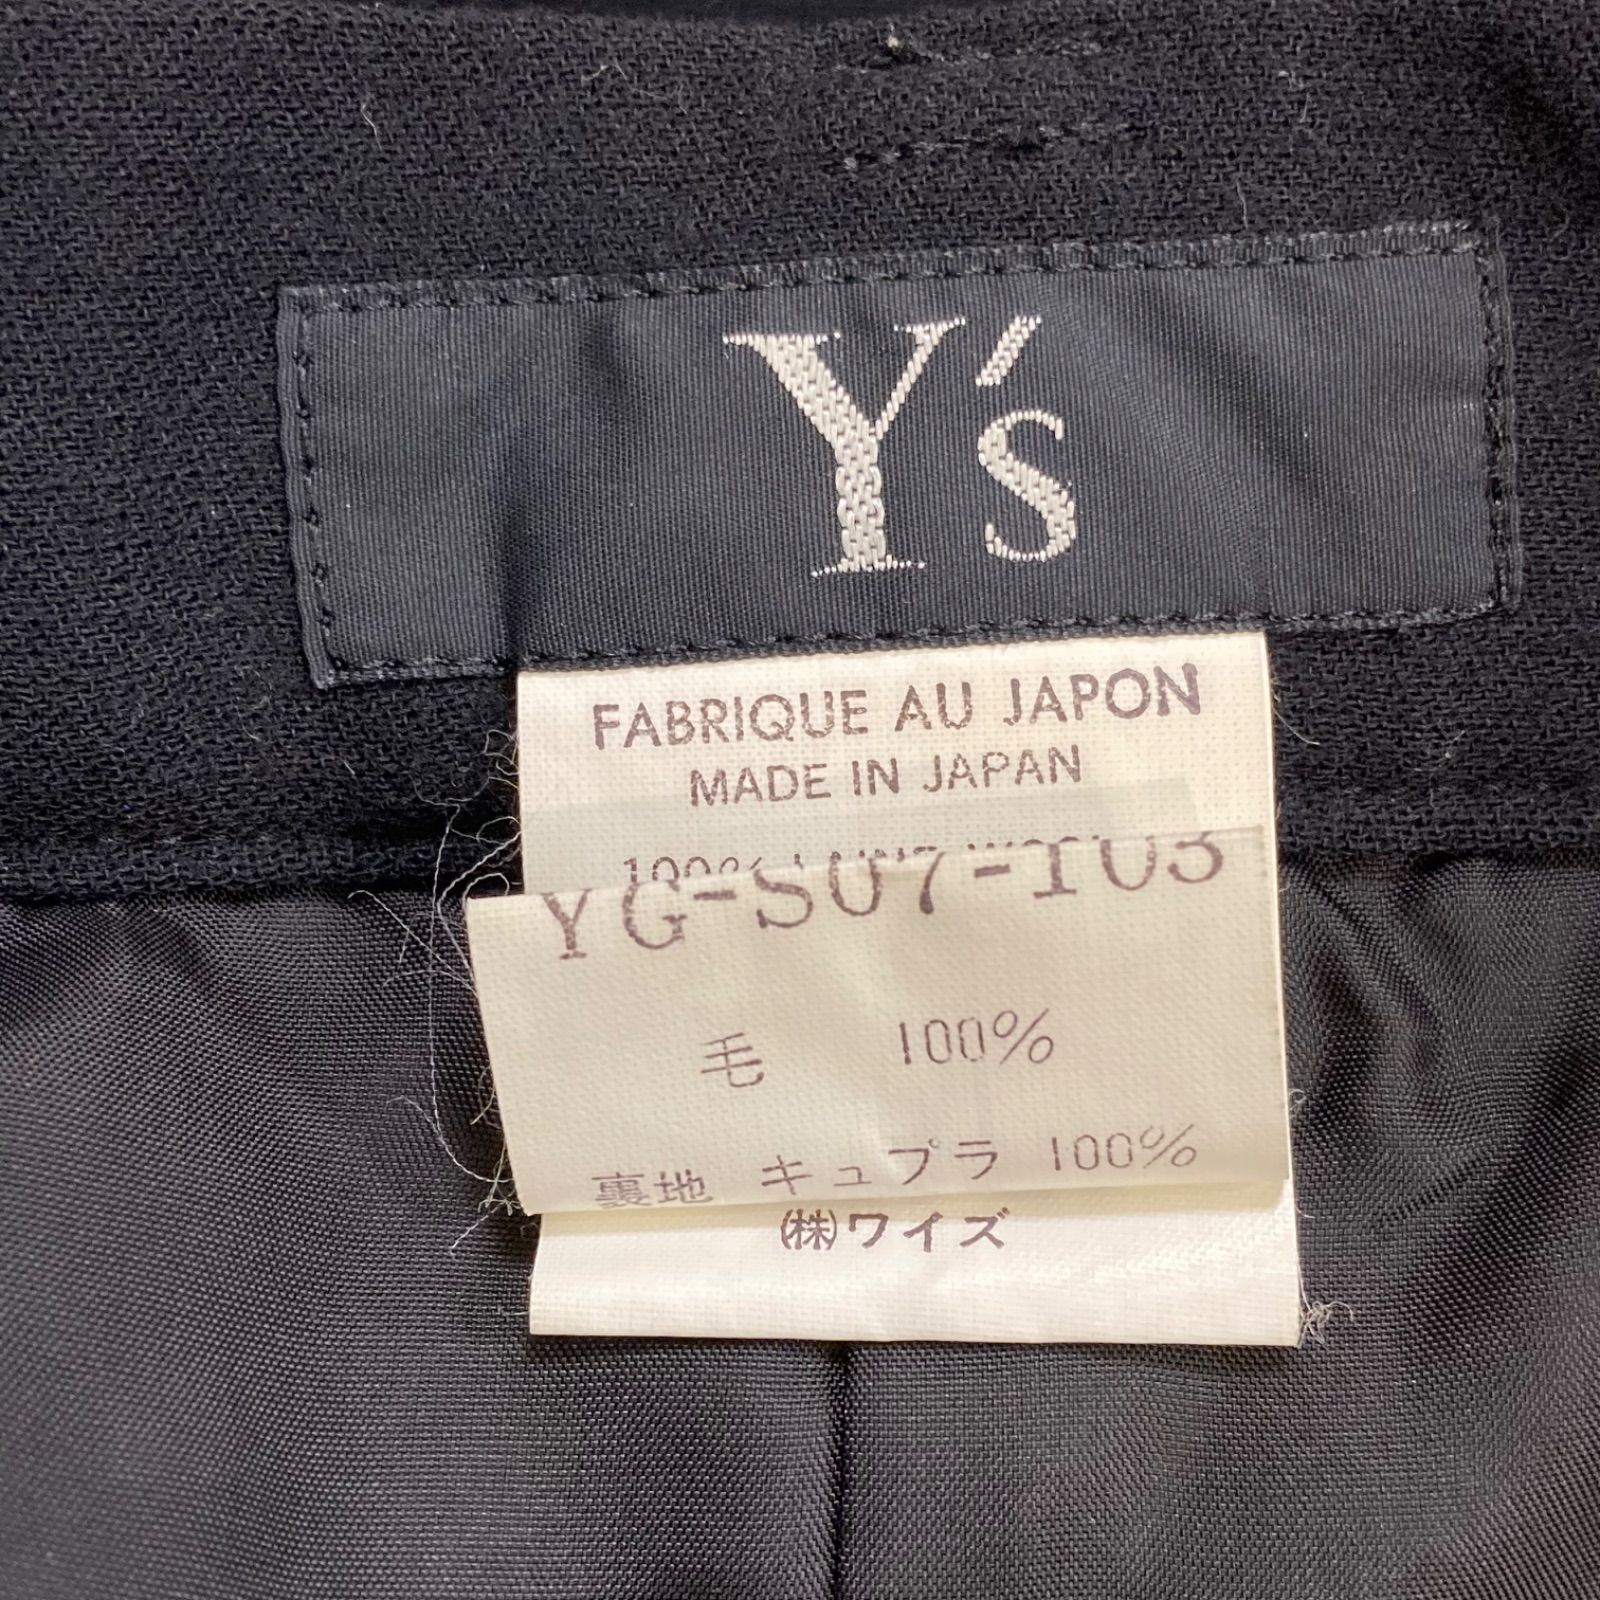 Y's
FABRIQUE AU JAPON
MADE IN JAPAN
100%
YG-S07-103
毛 100%
裏地 キュプラ 100%
㈱ワイズ